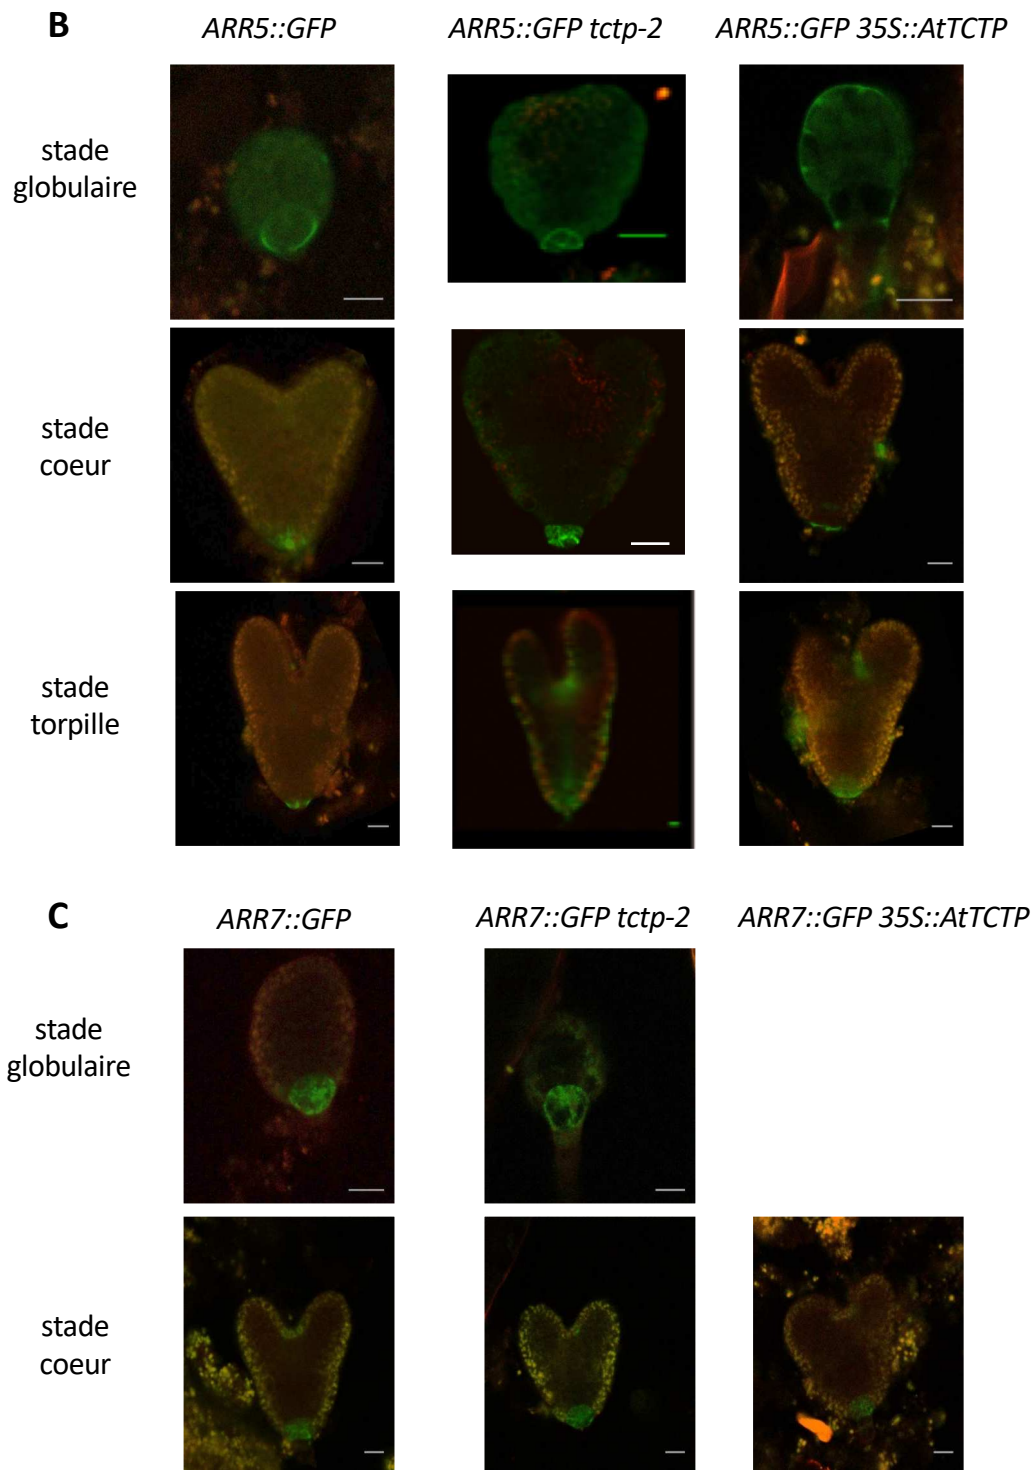 B
ARR5::GFP
ARR5::GFP tctp-2
ARR5::GFP 35S::AtTCTP
stade
globulaire
stade
coeur
stade
torpille
C
ARR7::GFP
ARR7::GFP tctp-2
ARR7::GFP 35S::AtTCTP
stade
globulaire
stade
coeur